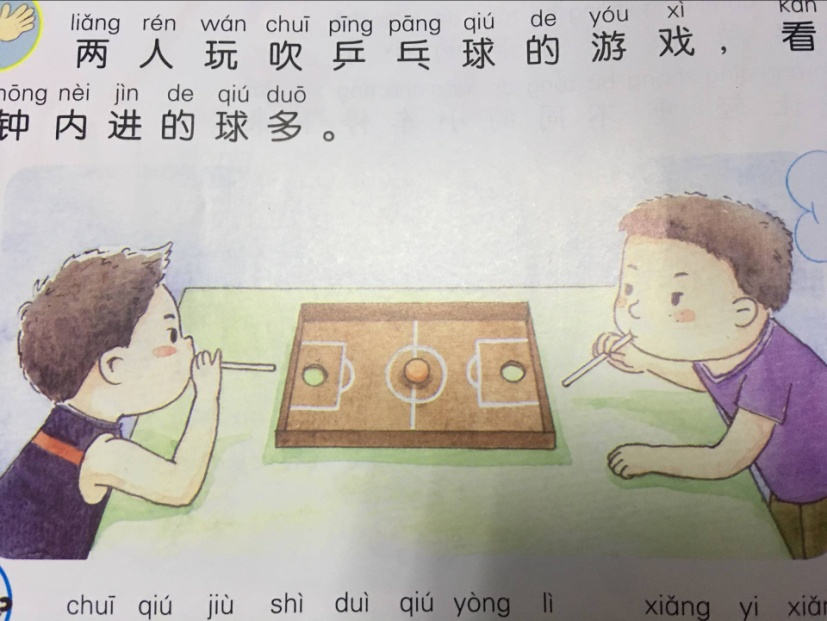 liǎng rén wán chuī pīng pāng qiú de yóu xì
两人玩吹乒乓球的游戏，看
nèi jìn de qiú duō
钟内进的球多。
chuī qiú jiù shì duì qiú yòng lì xiǎng yi